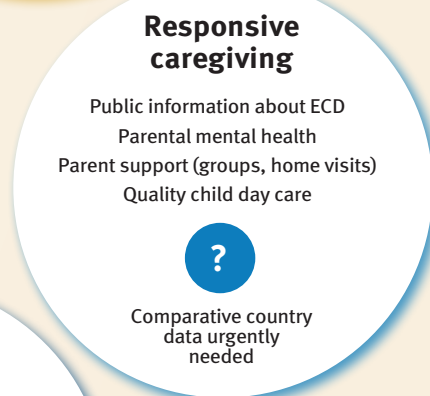 Responsive
caregiving
Public information about ECD
Parental mental health
Parent support (groups, home visits)
Quality child day care
?
Comparative country
data urgently
needed